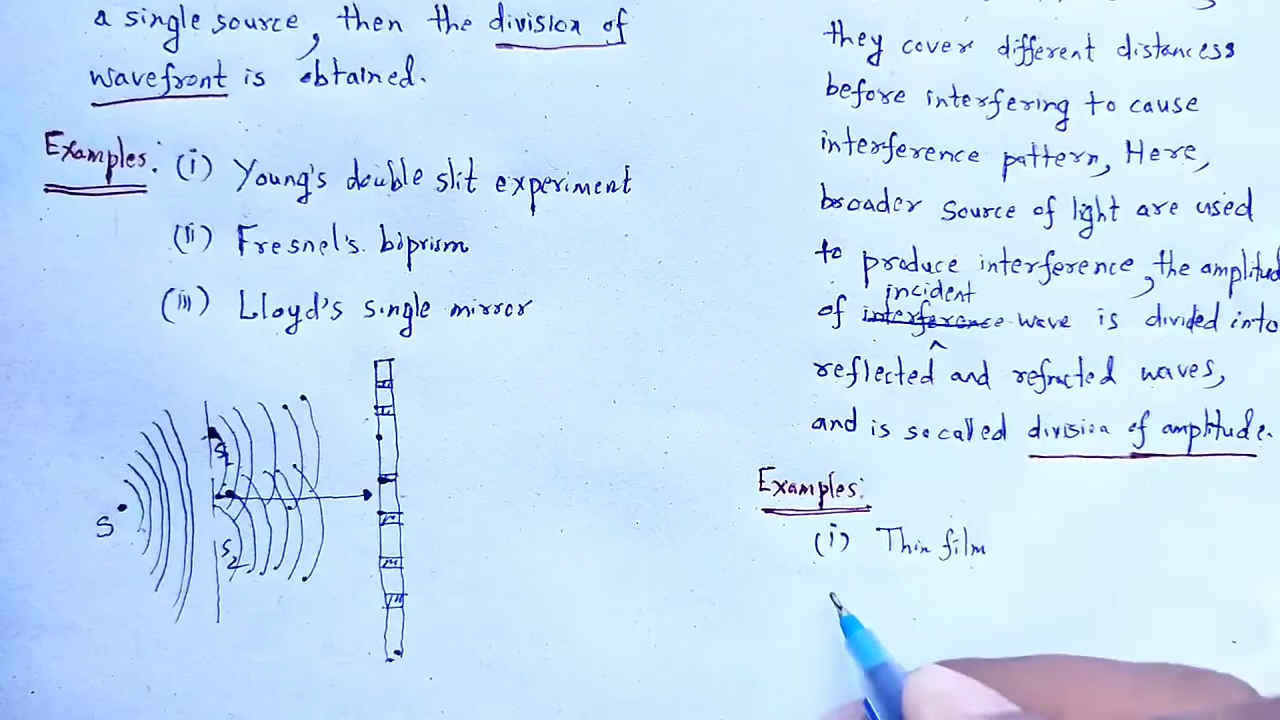 a single source, then the division of
wavefront is obtained.
Examples: (i) Young's double slit experiment
(ii) Fresnel's biprism
(iii) Lloyd's single mirror
S
S1
S2
they cover different distancess
before interfering to cause
interference pattern, Here,
broader source of light are used
to produce interference, the amplitud
incident
of interference wave is divided into
reflected and refracted waves,
and is so called division of amplitude.
Examples:
(i) Thin film